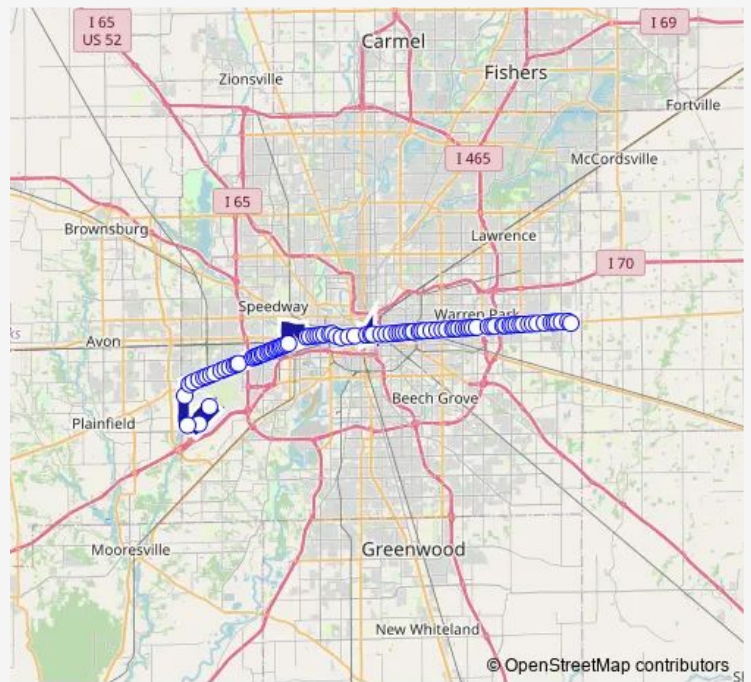 I 65
US 52
I 69
Carmel
Fishers
Zionsville
Fortville
I 465
McCordsville
I 65
Brownsburg
Lawrence
I 70
Speedway
Warren Park
ks
Avon
Beech Grove
Plainfield
Mooresville
Greenwood
New Whiteland
© OpenStreetMap contributors